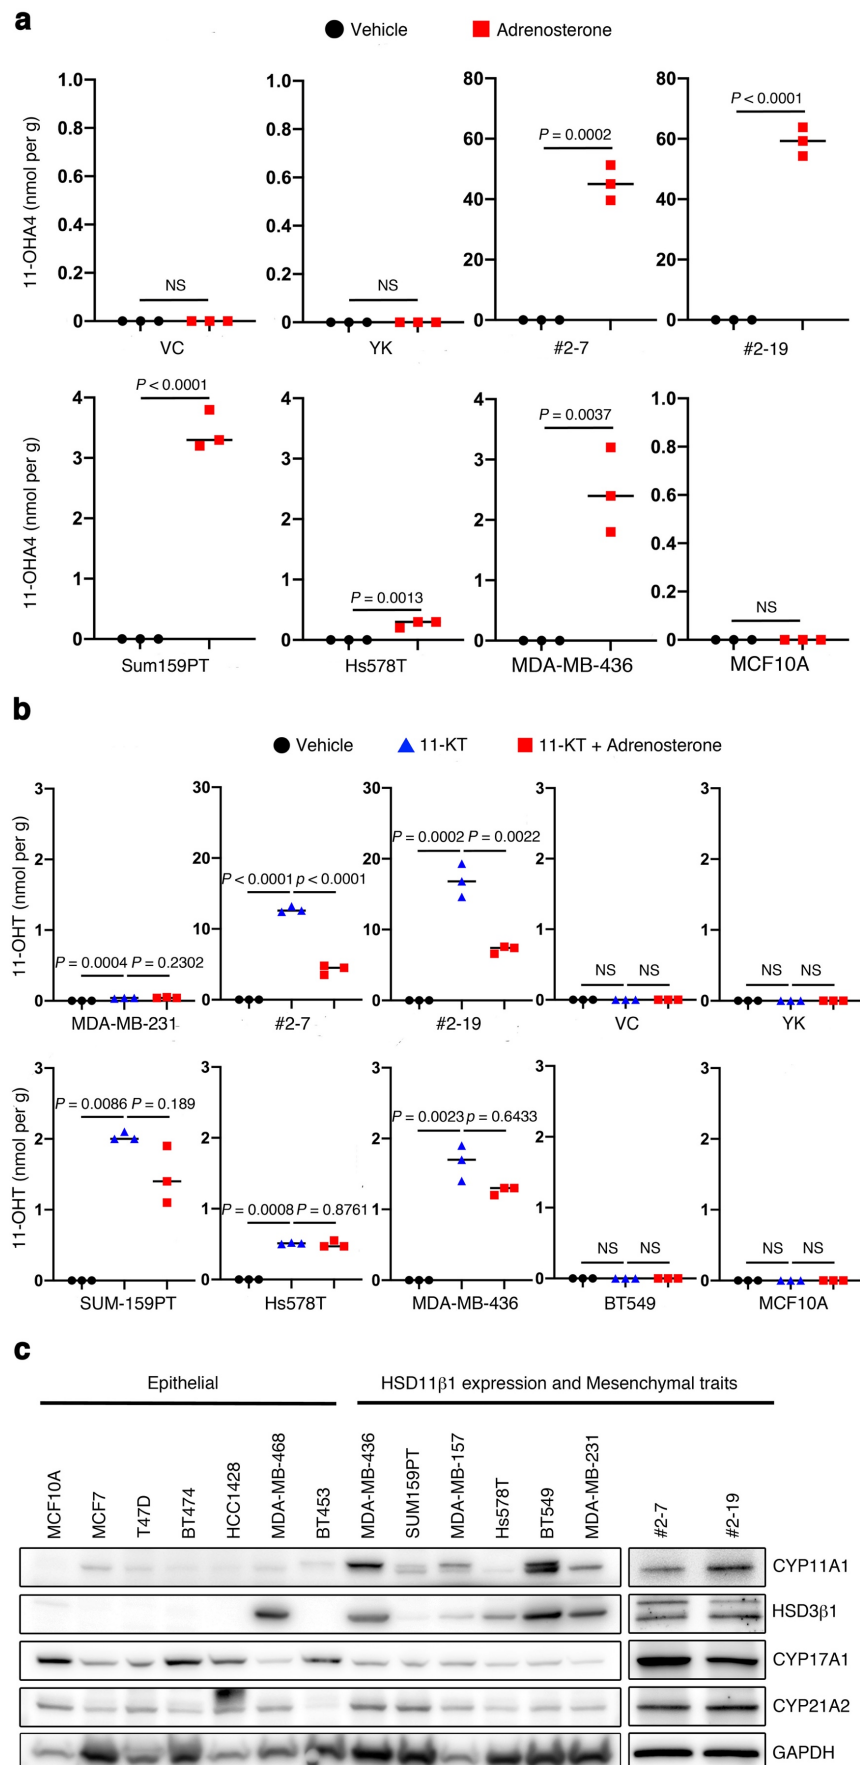 a
Vehicle Adrenosterone
11-OHA4 (nmol per g)
1.0 0.8 0.6 0.4 0.2 0
NS
VC
1.0 0.8 0.6 0.4 0.2 0
NS
YK
80 60 40 20 0
P = 0.0002
#2-7
80 60 40 20 0
P < 0.0001
#2-19
11-OHA4 (nmol per g)
4 3 2 1 0
P < 0.0001
Sum159PT
4 3 2 1 0
P = 0.0013
Hs578T
4 3 2 1 0
P = 0.0037
MDA-MB-436
1.0 0.8 0.6 0.4 0.2 0
NS
MCF10A
b
Vehicle 11-KT 11-KT + Adrenosterone
11-OHT (nmol per g)
3 2 1 0
P = 0.0004 P = 0.2302
MDA-MB-231
30 20 10 0
P < 0.0001 p < 0.0001
#2-7
30 20 10 0
P = 0.0002 P = 0.0022
#2-19
3 2 1 0
NS NS
VC
3 2 1 0
NS NS
YK
11-OHT (nmol per g)
3 2 1 0
P = 0.0086 P = 0.189
SUM-159PT
3 2 1 0
P = 0.0008 P = 0.8761
Hs578T
3 2 1 0
P = 0.0023 p = 0.6433
MDA-MB-436
3 2 1 0
NS NS
BT549
3 2 1 0
NS NS
MCF10A
c
Epithelial HSD11β1 expression and Mesenchymal traits
MCF10A
MCF7
T47D
BT474
HCC1428
MDA-MB-468
BT453
MDA-MB-436
SUM159PT
MDA-MB-157
Hs578T
BT549
MDA-MB-231
#2-7
#2-19
CYP11A1
HSD3β1
CYP17A1
CYP21A2
GAPDH